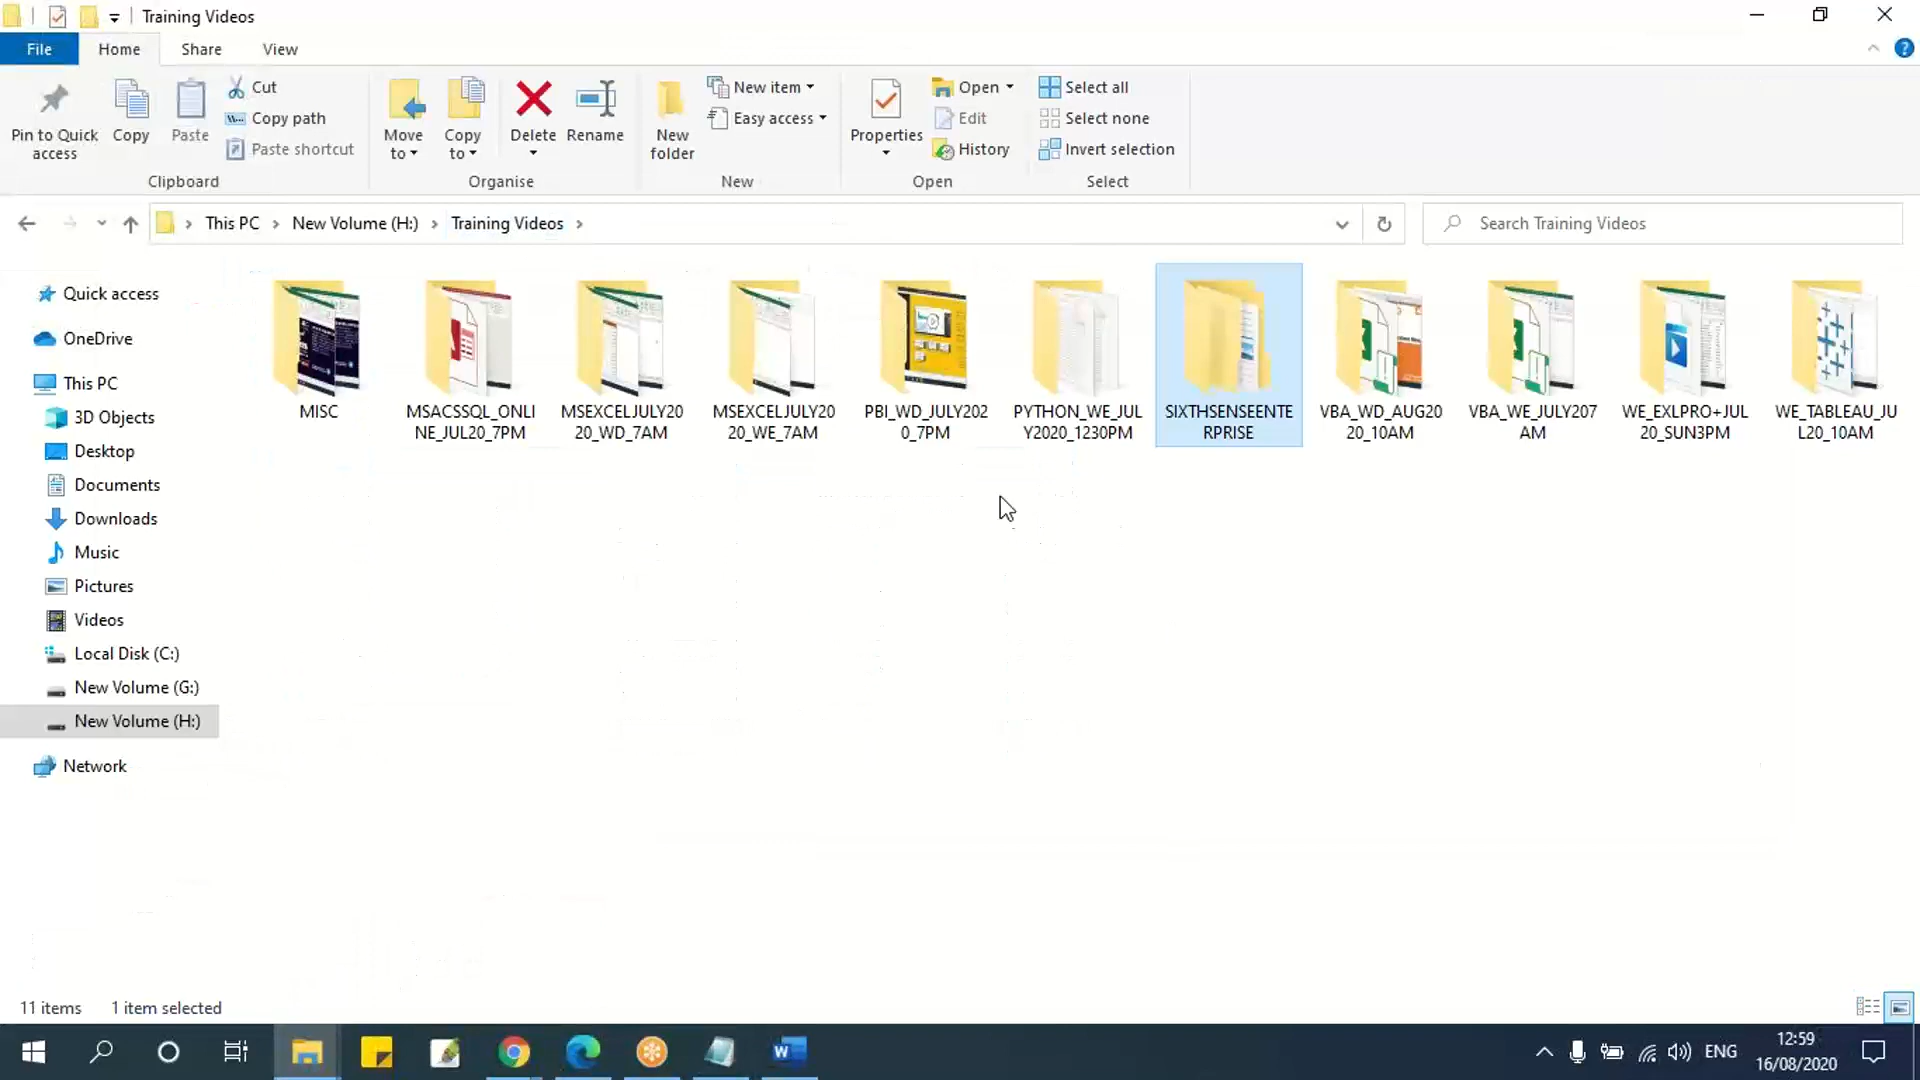 Training Videos
File Home Share View
Pin to Quick access
Copy
Paste
Cut
Copy path
Paste shortcut
Clipboard
Move to
Copy to
Delete
Rename
Organise
New folder
New item
Easy access
New
Properties
Open
Edit
History
Open
Select all
Select none
Invert selection
Select
This PC New Volume (H:) Training Videos
Search Training Videos
Quick access
OneDrive
This PC
3D Objects
Desktop
Documents
Downloads
Music
Pictures
Videos
Local Disk (C:)
New Volume (G:)
New Volume (H:)
Network
MISC
MSACSSQL_ONLI
NE_JUL20_7PM
MSEXCELJULY20
20_WD_7AM
MSEXCELJULY20
20_WE_7AM
PBI_WD_JULY202
0_7PM
PYTHON_WE_JUL
Y2020_1230PM
SIXTHSENSEENTE
RPRISE
VBA_WD_AUG20
20_10AM
VBA_WE_JULY207
AM
WE_EXLPRO+JUL
20_SUN3PM
WE_TABLEAU_JU
L20_10AM
11 items 1 item selected
ENG
12:59
16/08/2020